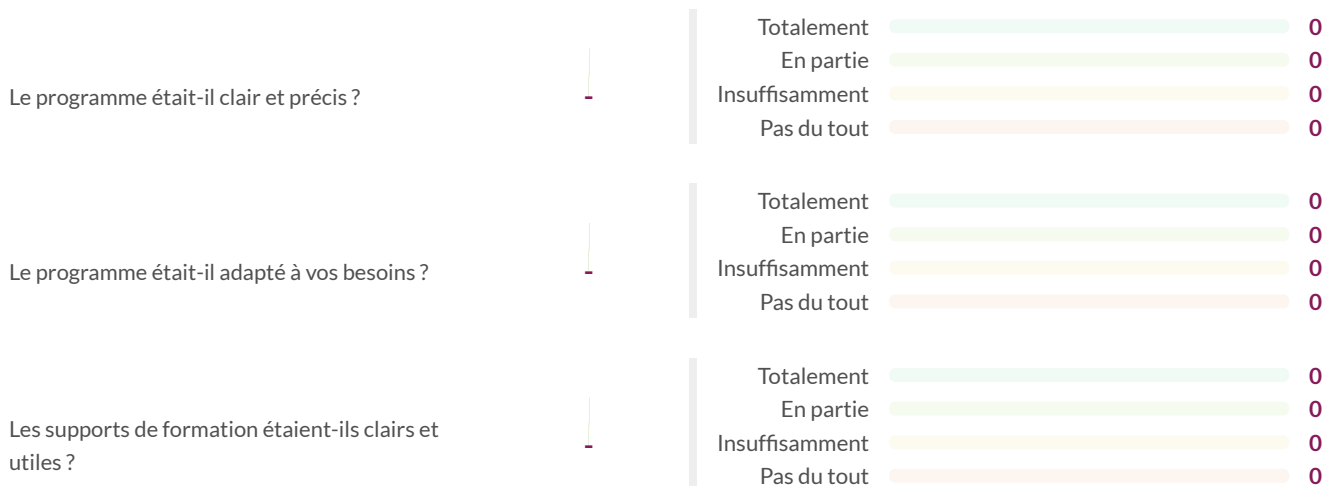 Le programme était-il clair et précis ?
-
Totalement 0
En partie 0
Insuffisamment 0
Pas du tout 0
Le programme était-il adapté à vos besoins ?
-
Totalement 0
En partie 0
Insuffisamment 0
Pas du tout 0
Les supports de formation étaient-ils clairs et
utiles ?
-
Totalement 0
En partie 0
Insuffisamment 0
Pas du tout 0